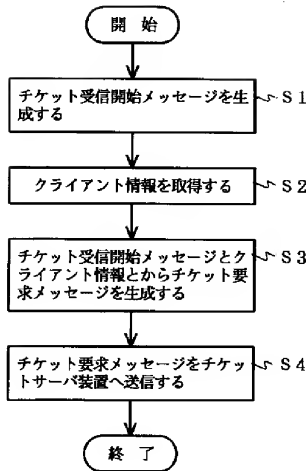 開 始
チケット受信開始メッセージを生
成する
S1
クライアント情報を取得する
S2
チケット受信開始メッセージとク
ライアント情報とからチケット要
求メッセージを生成する
S3
チケット要求メッセージをチケッ
トサーバ装置へ送信する
S4
終 了